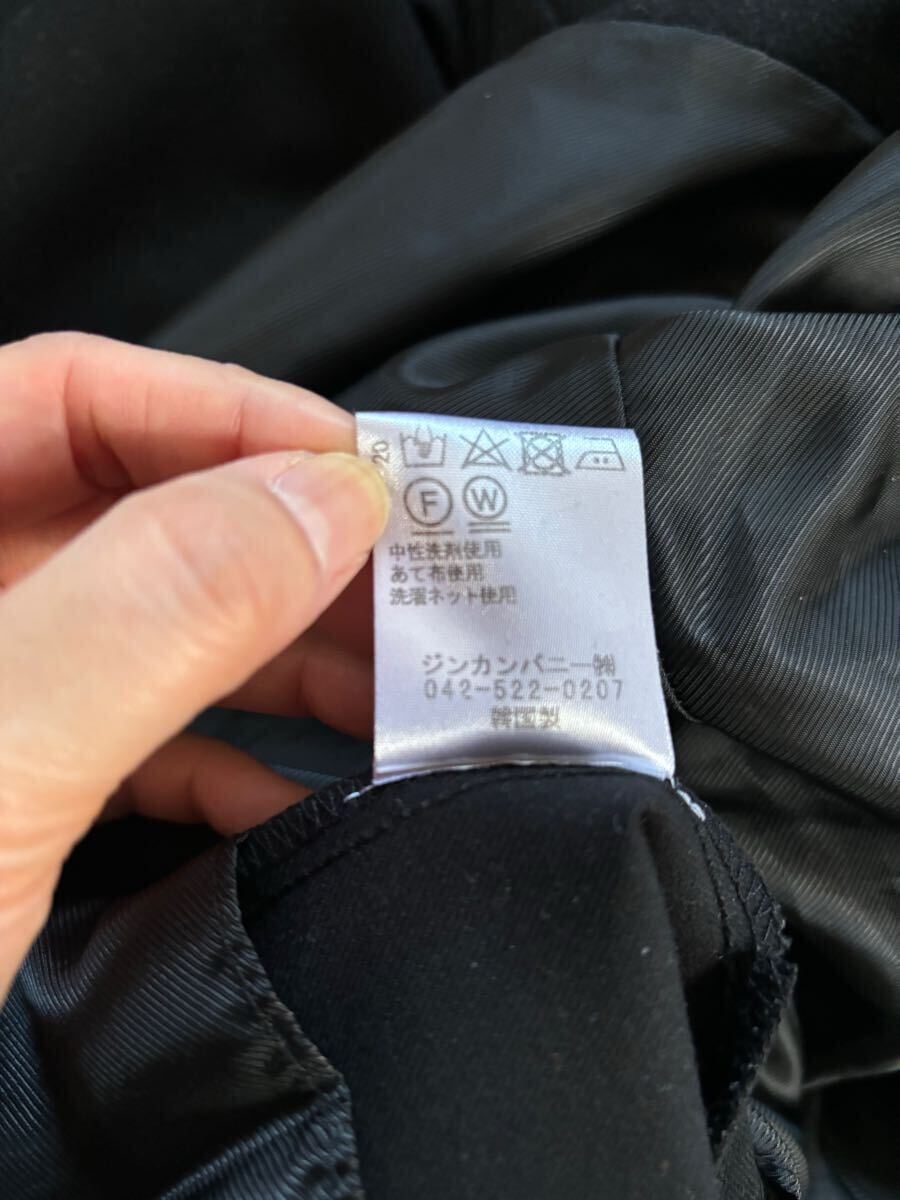 20
F W
中性洗剤使用
あて布使用
洗濯ネット使用
ジンカンパニー㈱
042-522-0207
韓国製